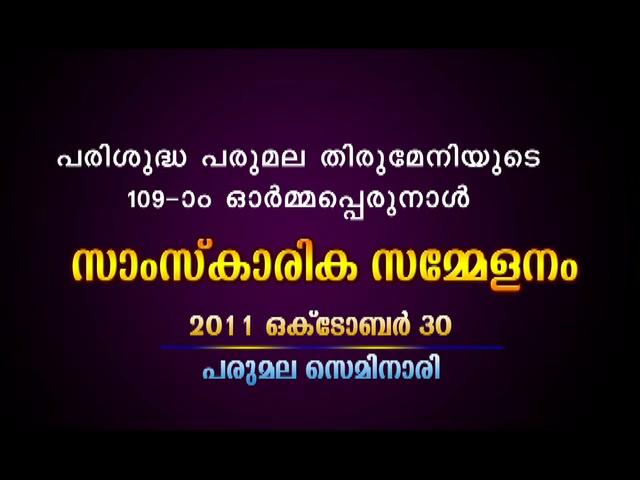 പരിശുദ്ധ പരുമല തിരുമേനിയുടെ
109-ാം ഓർമ്മപ്പെരുനാൾ
സാംസ്കാരിക സമ്മേളനം
2011 ഒക്ടോബർ 30
പരുമല സെമിനാരി